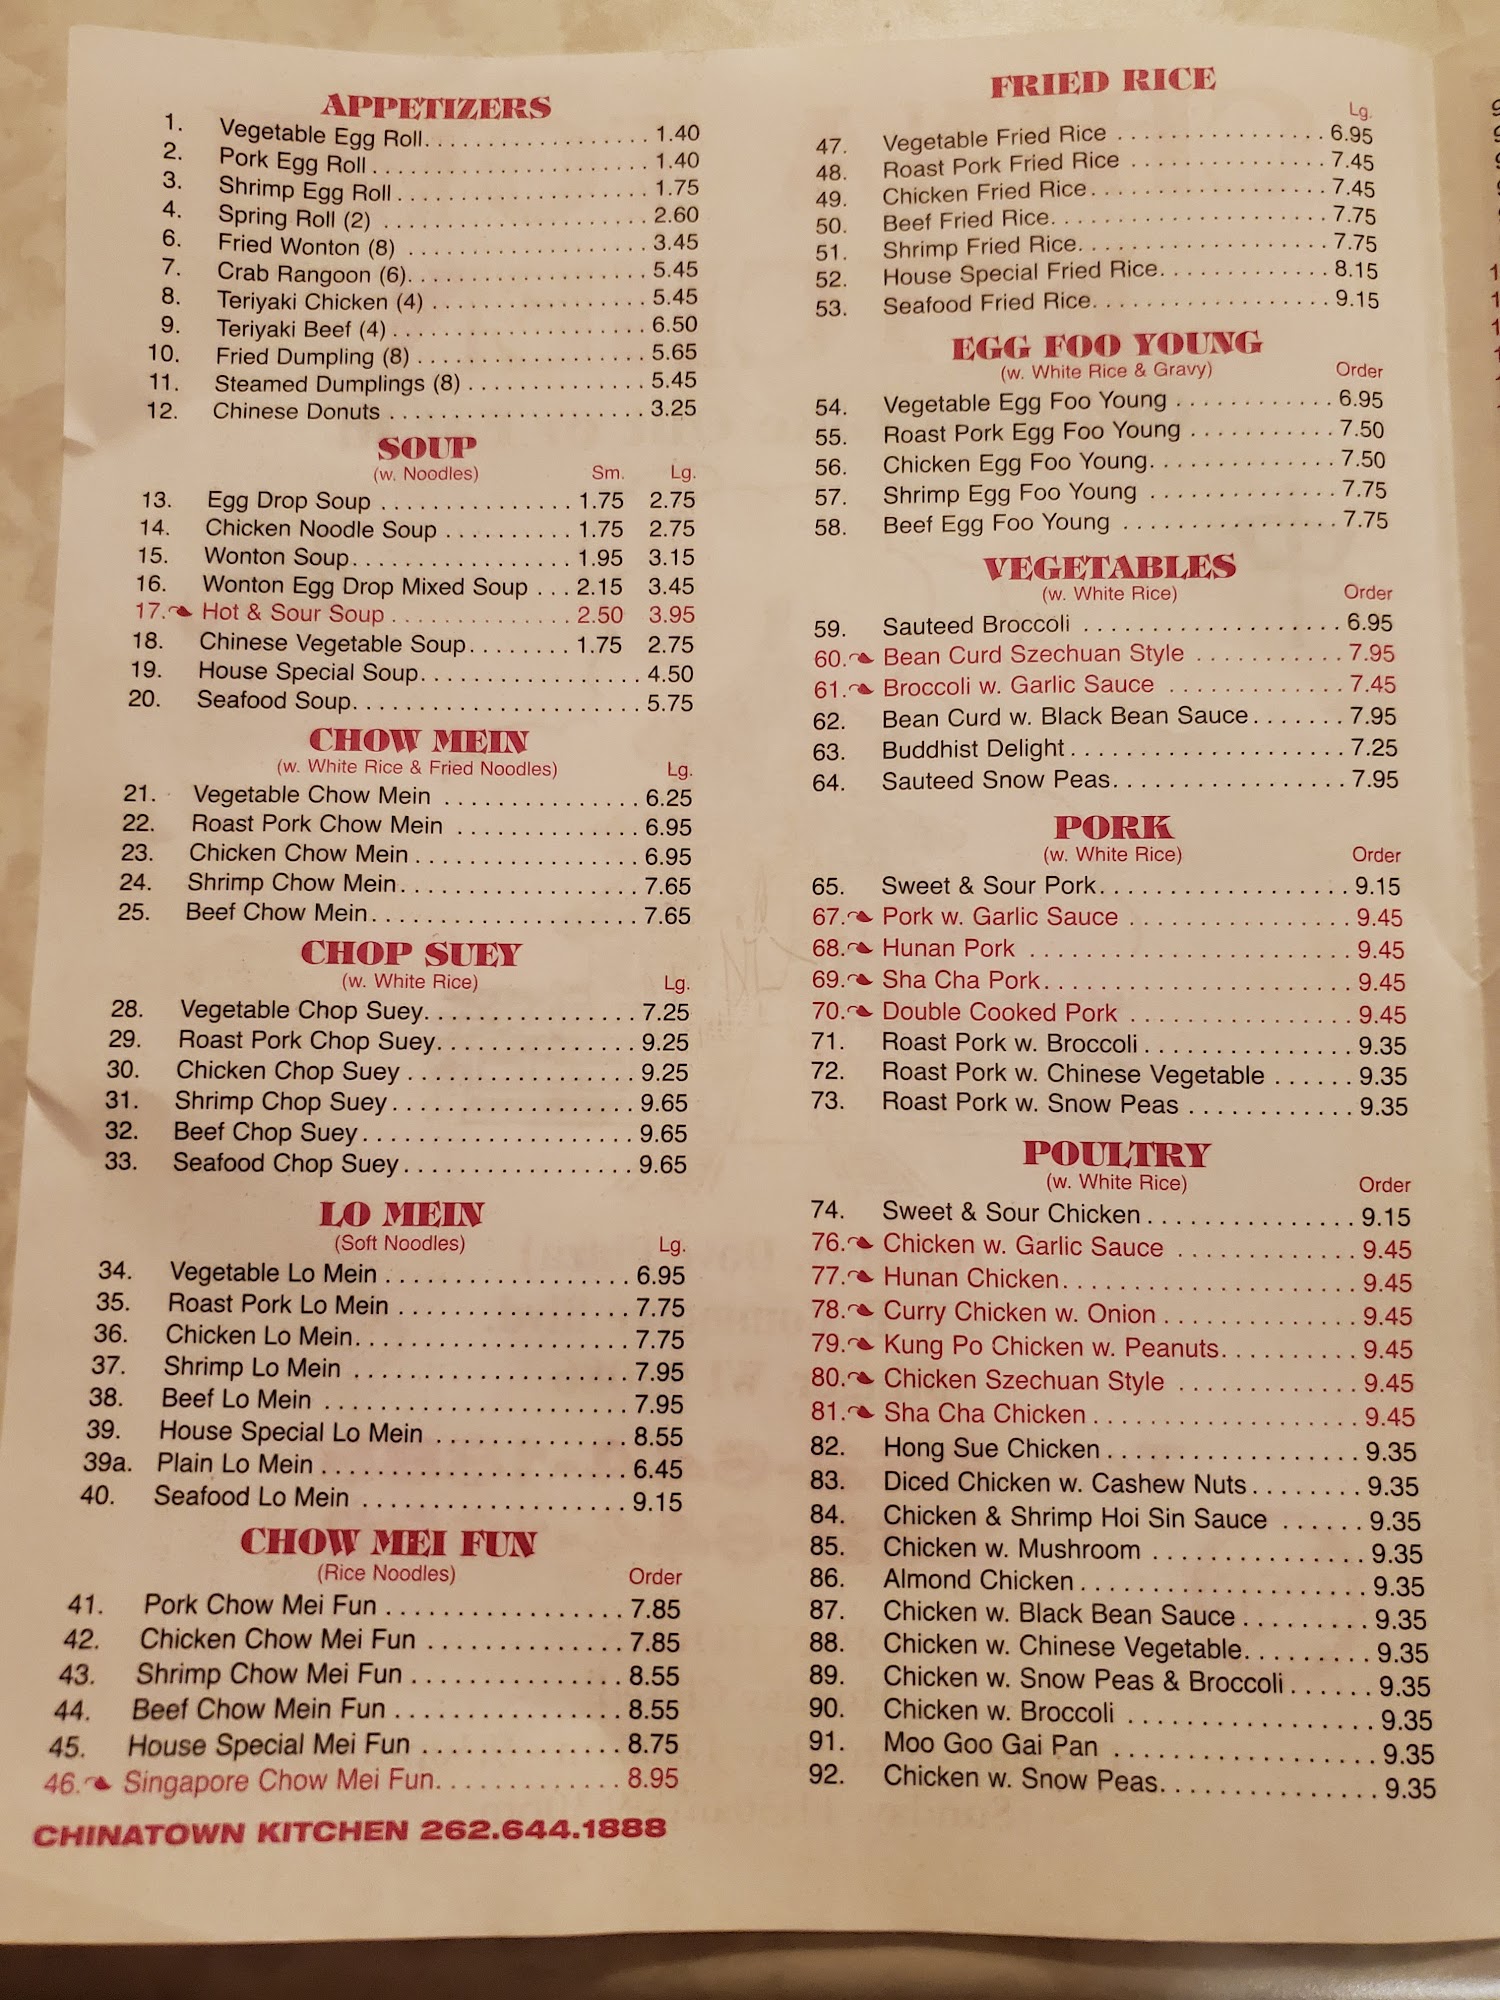 APPETIZERS
1. Vegetable Egg Roll 1.40
2. Pork Egg Roll 1.40
3. Shrimp Egg Roll 1.75
4. Spring Roll (2) 2.60
6. Fried Wonton (8) 3.45
7. Crab Rangoon (6) 5.45
8. Teriyaki Chicken (4) 5.45
9. Teriyaki Beef (4) 6.50
10. Fried Dumpling (8) 5.65
11. Steamed Dumplings (8) 5.45
12. Chinese Donuts 3.25
SOUP
(w. Noodles) Sm. Lg.
13. Egg Drop Soup 1.75 2.75
14. Chicken Noodle Soup 1.75 2.75
15. Wonton Soup 1.95 3.15
16. Wonton Egg Drop Mixed Soup 2.15 3.45
17. Hot & Sour Soup 2.50 3.95
18. Chinese Vegetable Soup 1.75 2.75
19. House Special Soup 4.50
20. Seafood Soup 5.75
CHOW MEIN
(w. White Rice & Fried Noodles) Lg.
21. Vegetable Chow Mein 6.25
22. Roast Pork Chow Mein 6.95
23. Chicken Chow Mein 6.95
24. Shrimp Chow Mein 7.65
25. Beef Chow Mein 7.65
CHOP SUEY
(w. White Rice) Lg.
28. Vegetable Chop Suey 7.25
29. Roast Pork Chop Suey 9.25
30. Chicken Chop Suey 9.25
31. Shrimp Chop Suey 9.65
32. Beef Chop Suey 9.65
33. Seafood Chop Suey 9.65
LO MEIN
(Soft Noodles) Lg.
34. Vegetable Lo Mein 6.95
35. Roast Pork Lo Mein 7.75
36. Chicken Lo Mein 7.75
37. Shrimp Lo Mein 7.95
38. Beef Lo Mein 7.95
39. House Special Lo Mein 8.55
39a. Plain Lo Mein 6.45
40. Seafood Lo Mein 9.15
CHOW MEI FUN
(Rice Noodles) Order
41. Pork Chow Mei Fun 7.85
42. Chicken Chow Mei Fun 7.85
43. Shrimp Chow Mei Fun 8.55
44. Beef Chow Mein Fun 8.55
45. House Special Mei Fun 8.75
46. Singapore Chow Mei Fun 8.95
CHINATOWN KITCHEN 262.644.1888
FRIED RICE
Lg.
47. Vegetable Fried Rice 6.95
48. Roast Pork Fried Rice 7.45
49. Chicken Fried Rice 7.45
50. Beef Fried Rice 7.75
51. Shrimp Fried Rice 7.75
52. House Special Fried Rice 8.15
53. Seafood Fried Rice 9.15
EGG FOO YOUNG
(w. White Rice & Gravy) Order
54. Vegetable Egg Foo Young 6.95
55. Roast Pork Egg Foo Young 7.50
56. Chicken Egg Foo Young 7.50
57. Shrimp Egg Foo Young 7.75
58. Beef Egg Foo Young 7.75
VEGETABLES
(w. White Rice) Order
59. Sauteed Broccoli 6.95
60. Bean Curd Szechuan Style 7.95
61. Broccoli w. Garlic Sauce 7.45
62. Bean Curd w. Black Bean Sauce 7.95
63. Buddhist Delight 7.25
64. Sauteed Snow Peas 7.95
PORK
(w. White Rice) Order
65. Sweet & Sour Pork 9.15
67. Pork w. Garlic Sauce 9.45
68. Hunan Pork 9.45
69. Sha Cha Pork 9.45
70. Double Cooked Pork 9.45
71. Roast Pork w. Broccoli 9.35
72. Roast Pork w. Chinese Vegetable 9.35
73. Roast Pork w. Snow Peas 9.35
POULTRY
(w. White Rice) Order
74. Sweet & Sour Chicken 9.15
76. Chicken w. Garlic Sauce 9.45
77. Hunan Chicken 9.45
78. Curry Chicken w. Onion 9.45
79. Kung Po Chicken w. Peanuts 9.45
80. Chicken Szechuan Style 9.45
81. Sha Cha Chicken 9.45
82. Hong Sue Chicken 9.35
83. Diced Chicken w. Cashew Nuts 9.35
84. Chicken & Shrimp Hoi Sin Sauce 9.35
85. Chicken w. Mushroom 9.35
86. Almond Chicken 9.35
87. Chicken w. Black Bean Sauce 9.35
88. Chicken w. Chinese Vegetable 9.35
89. Chicken w. Snow Peas & Broccoli 9.35
90. Chicken w. Broccoli 9.35
91. Moo Goo Gai Pan 9.35
92. Chicken w. Snow Peas 9.35